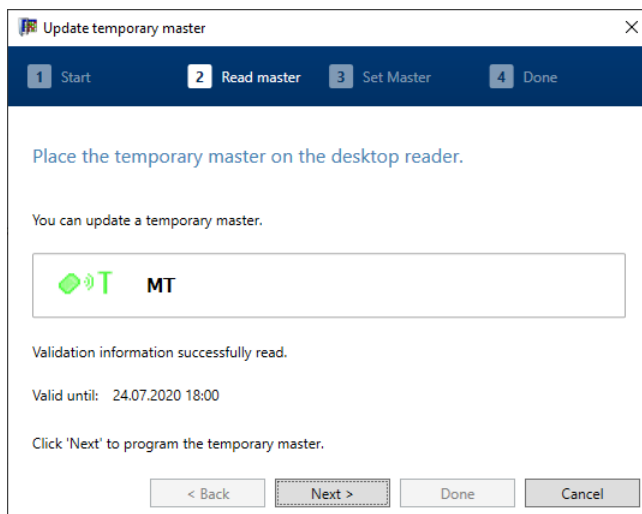 Update temporary master
1 Start 2 Read master 3 Set Master 4 Done
Place the temporary master on the desktop reader.
You can update a temporary master.
T MT
Validation information successfully read.
Valid until: 24.07.2020 18:00
Click 'Next' to program the temporary master.
< Back Next > Done Cancel